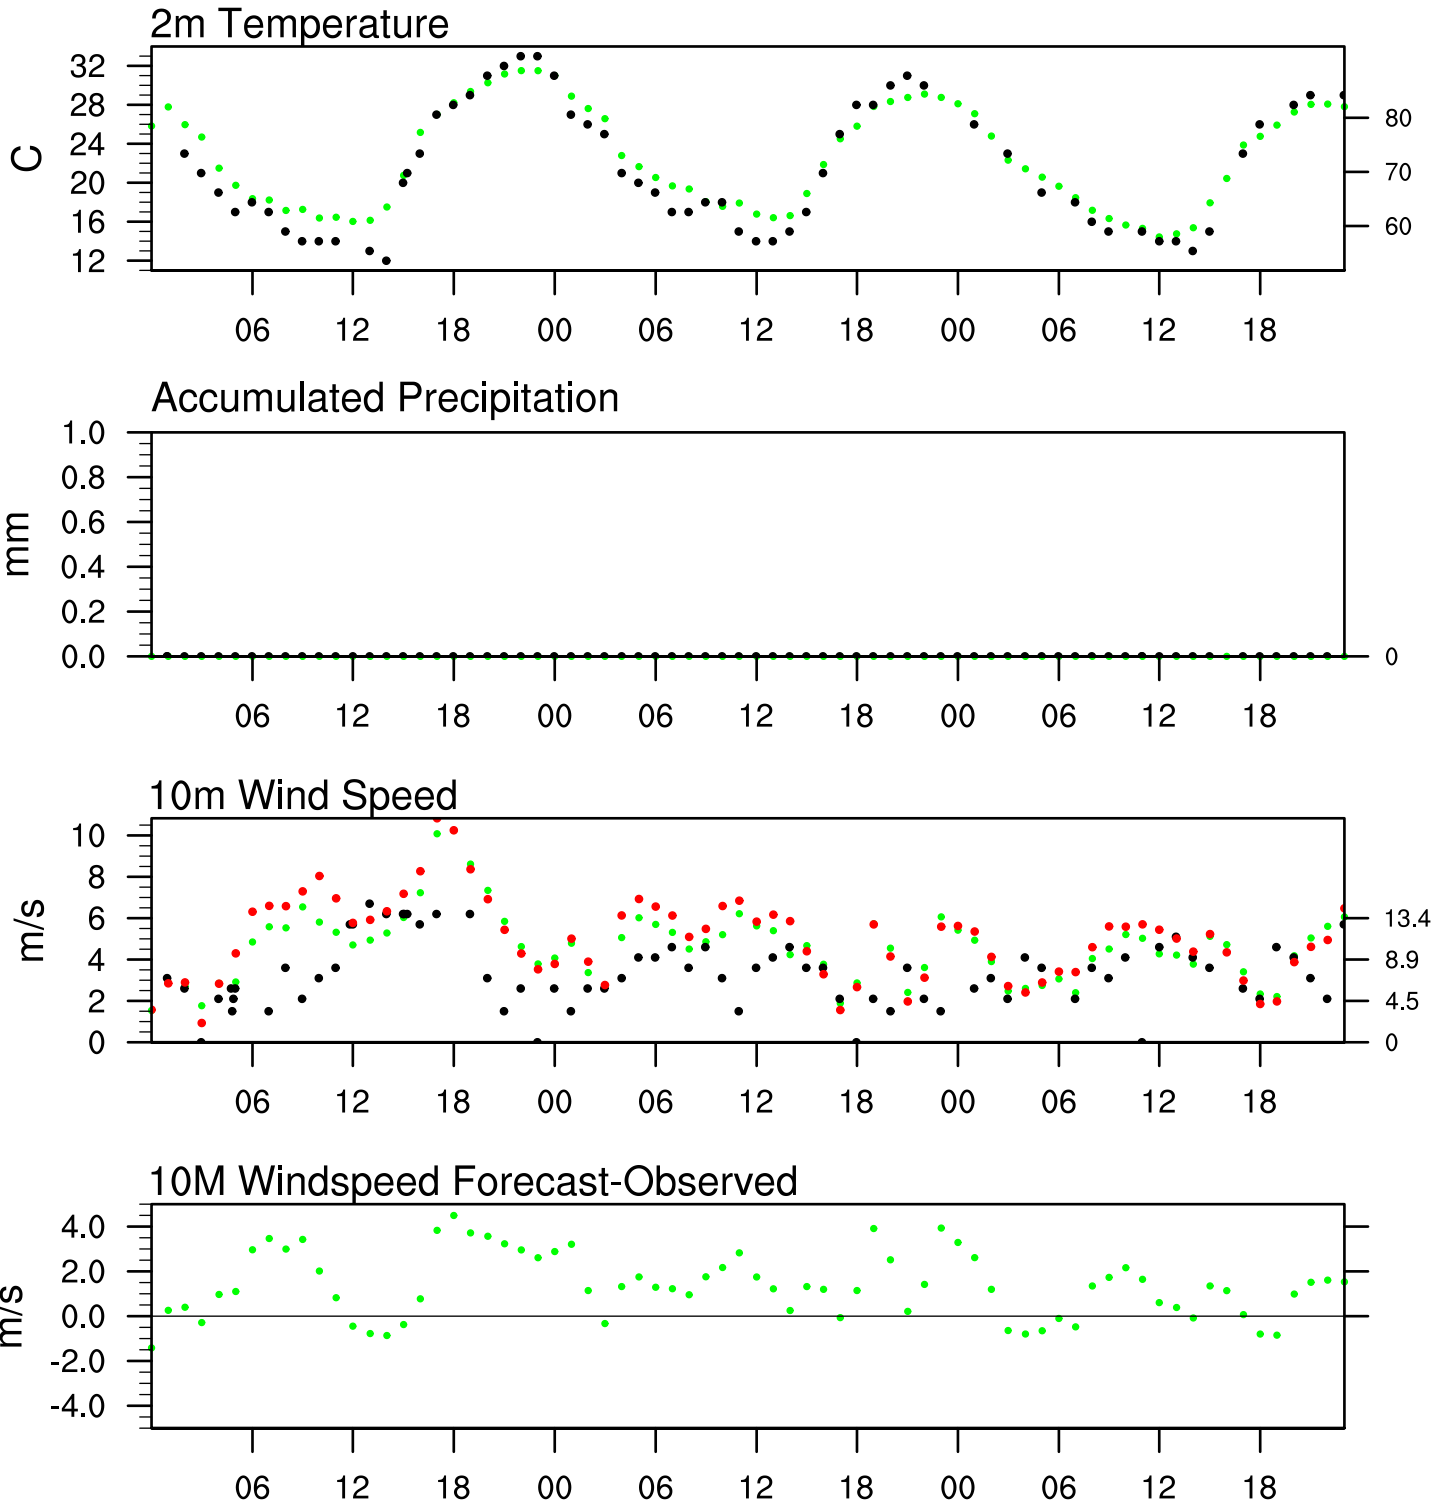 2m Temperature
32
28
24
20
16
12
C
80
70
60
06 12 18 00 06 12 18 00 06 12 18
Accumulated Precipitation
1.0
0.8
0.6
0.4
0.2
0.0
mm
0
06 12 18 00 06 12 18 00 06 12 18
10m Wind Speed
10
8
6
4
2
0
m/s
13.4
8.9
4.5
0
06 12 18 00 06 12 18 00 06 12 18
10M Windspeed Forecast-Observed
4.0
2.0
0.0
-2.0
-4.0
m/s
06 12 18 00 06 12 18 00 06 12 18